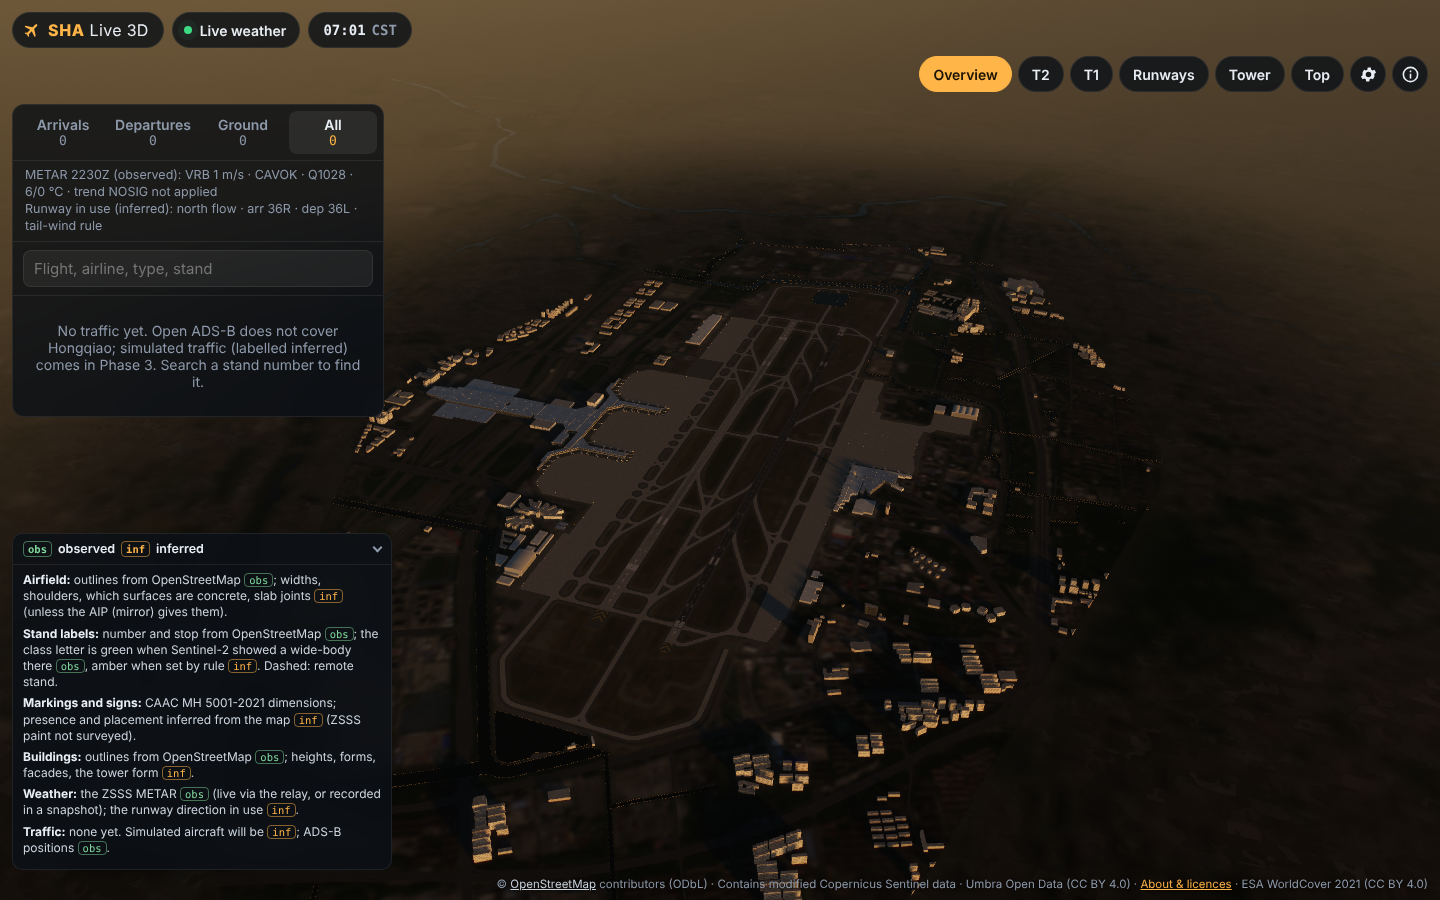 SHA Live 3D
Live weather
07:01 CST
Overview
T2
T1
Runways
Tower
Top
Arrivals
0
Departures
0
Ground
0
All
0
METAR 2230Z (observed): VRB 1 m/s · CAVOK · Q1028 ·
6/0 °C · trend NOSIG not applied
Runway in use (inferred): north flow · arr 36R · dep 36L ·
tail-wind rule
Flight, airline, type, stand
No traffic yet. Open ADS-B does not cover
Hongqiao; simulated traffic (labelled inferred)
comes in Phase 3. Search a stand number to find
it.
obs observed inf inferred
Airfield: outlines from OpenStreetMap obs; widths,
shoulders, which surfaces are concrete, slab joints inf
(unless the AIP (mirror) gives them).
Stand labels: number and stop from OpenStreetMap obs; the
class letter is green when Sentinel-2 showed a wide-body
there obs, amber when set by rule inf. Dashed: remote
stand.
Markings and signs: CAAC MH 5001-2021 dimensions;
presence and placement inferred from the map inf (ZSSS
paint not surveyed).
Buildings: outlines from OpenStreetMap obs; heights, forms,
facades, the tower form inf.
Weather: the ZSSS METAR obs (live via the relay, or recorded
in a snapshot); the runway direction in use inf.
Traffic: none yet. Simulated aircraft will be inf; ADS-B
positions obs.
© OpenStreetMap contributors (ODbL) · Contains modified Copernicus Sentinel data · Umbra Open Data (CC BY 4.0) · About & licences · ESA WorldCover 2021 (CC BY 4.0)